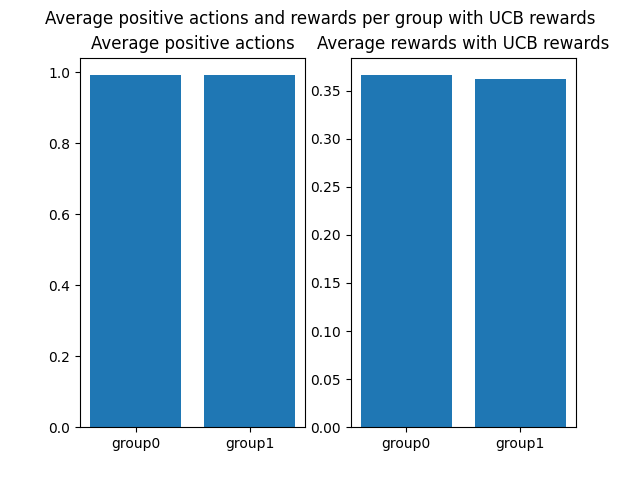 Average positive actions and rewards per group with UCB rewards
Average positive actions
1.0
0.8
0.6
0.4
0.2
0.0
group0 group1
Average rewards with UCB rewards
0.35
0.30
0.25
0.20
0.15
0.10
0.05
0.00
group0 group1